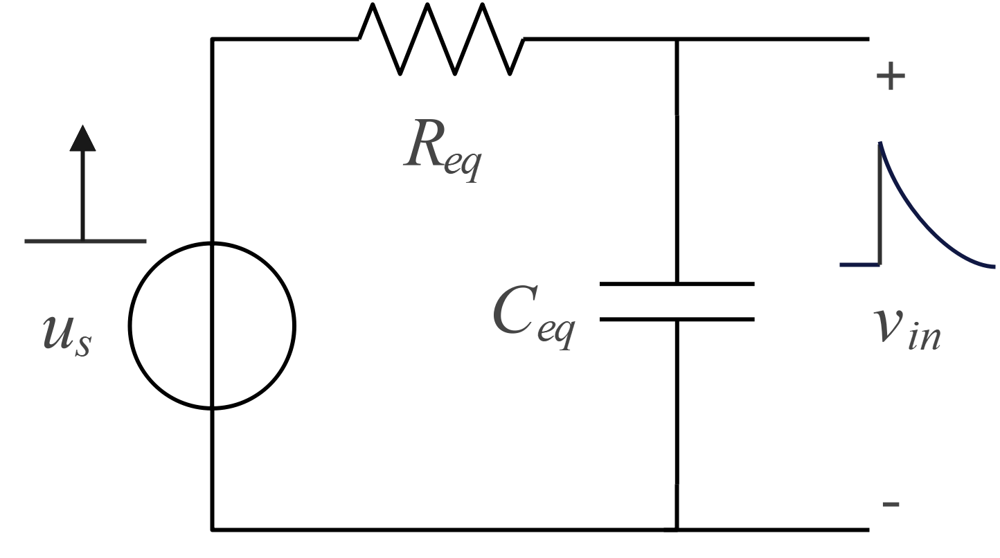 +
R_eq
C_eq
u_s
v_in
-